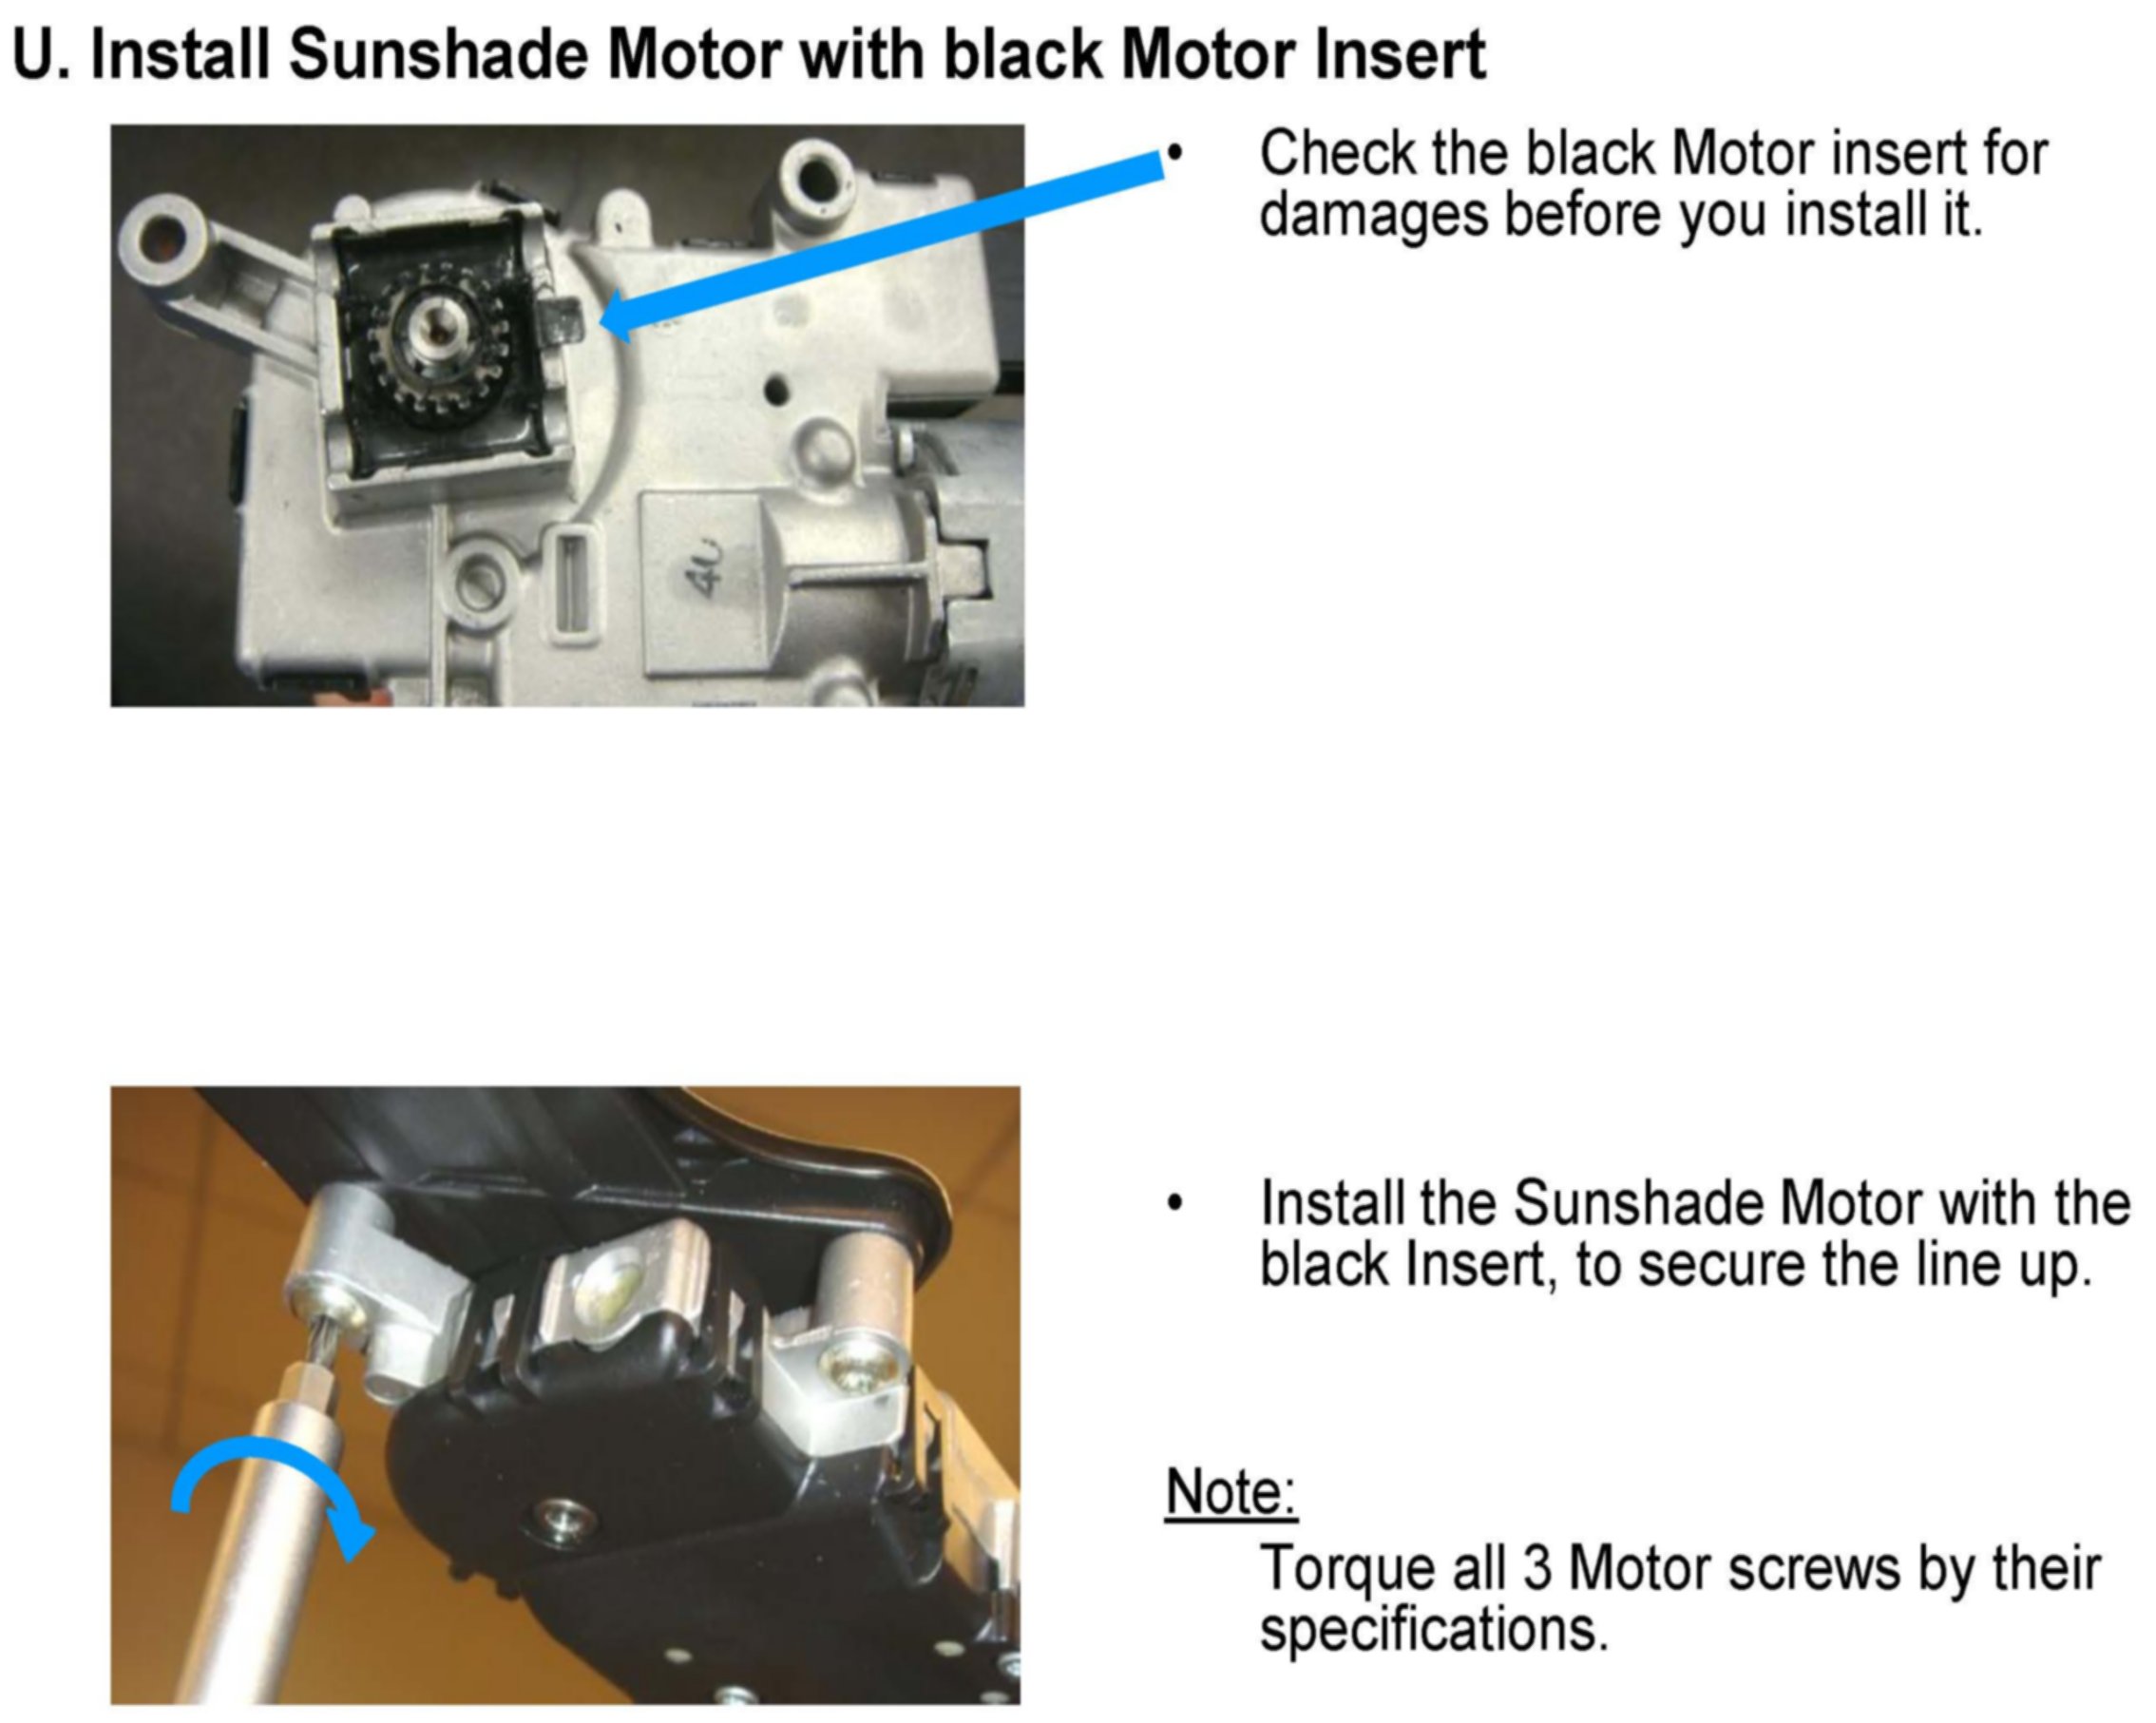 U. Install Sunshade Motor with black Motor Insert
• Check the black Motor insert for
damages before you install it.
4U
• Install the Sunshade Motor with the
black Insert, to secure the line up.
Note:
Torque all 3 Motor screws by their
specifications.